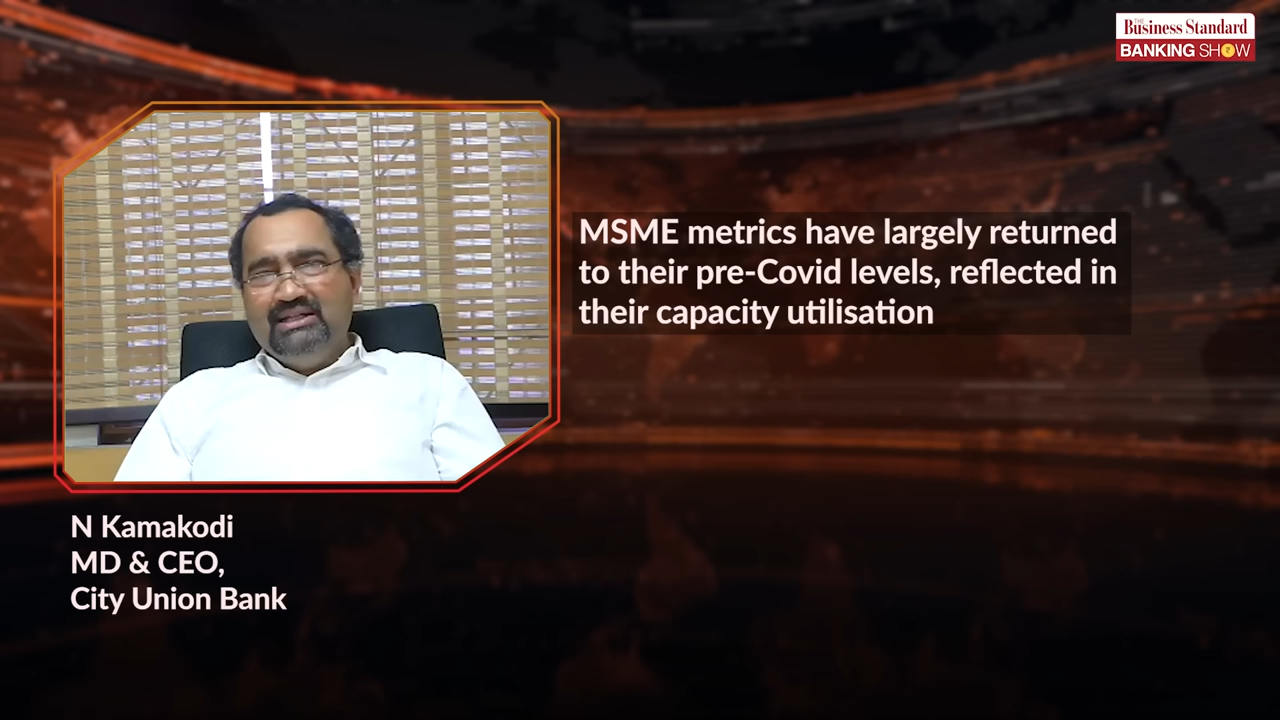 THE
Business Standard
BANKING SHOW
MSME metrics have largely returned
to their pre-Covid levels, reflected in
their capacity utilisation
N Kamakodi
MD & CEO,
City Union Bank